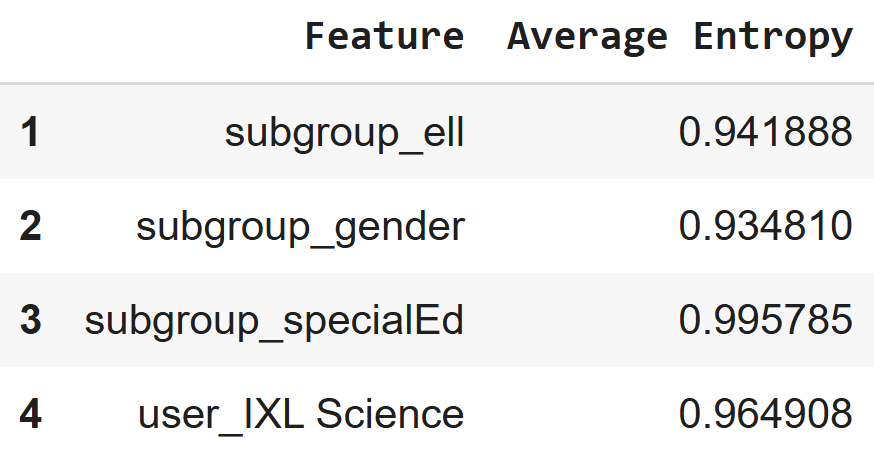 Feature Average Entropy
1 subgroup_ell 0.941888
2 subgroup_gender 0.934810
3 subgroup_specialEd 0.995785
4 user_IXL Science 0.964908